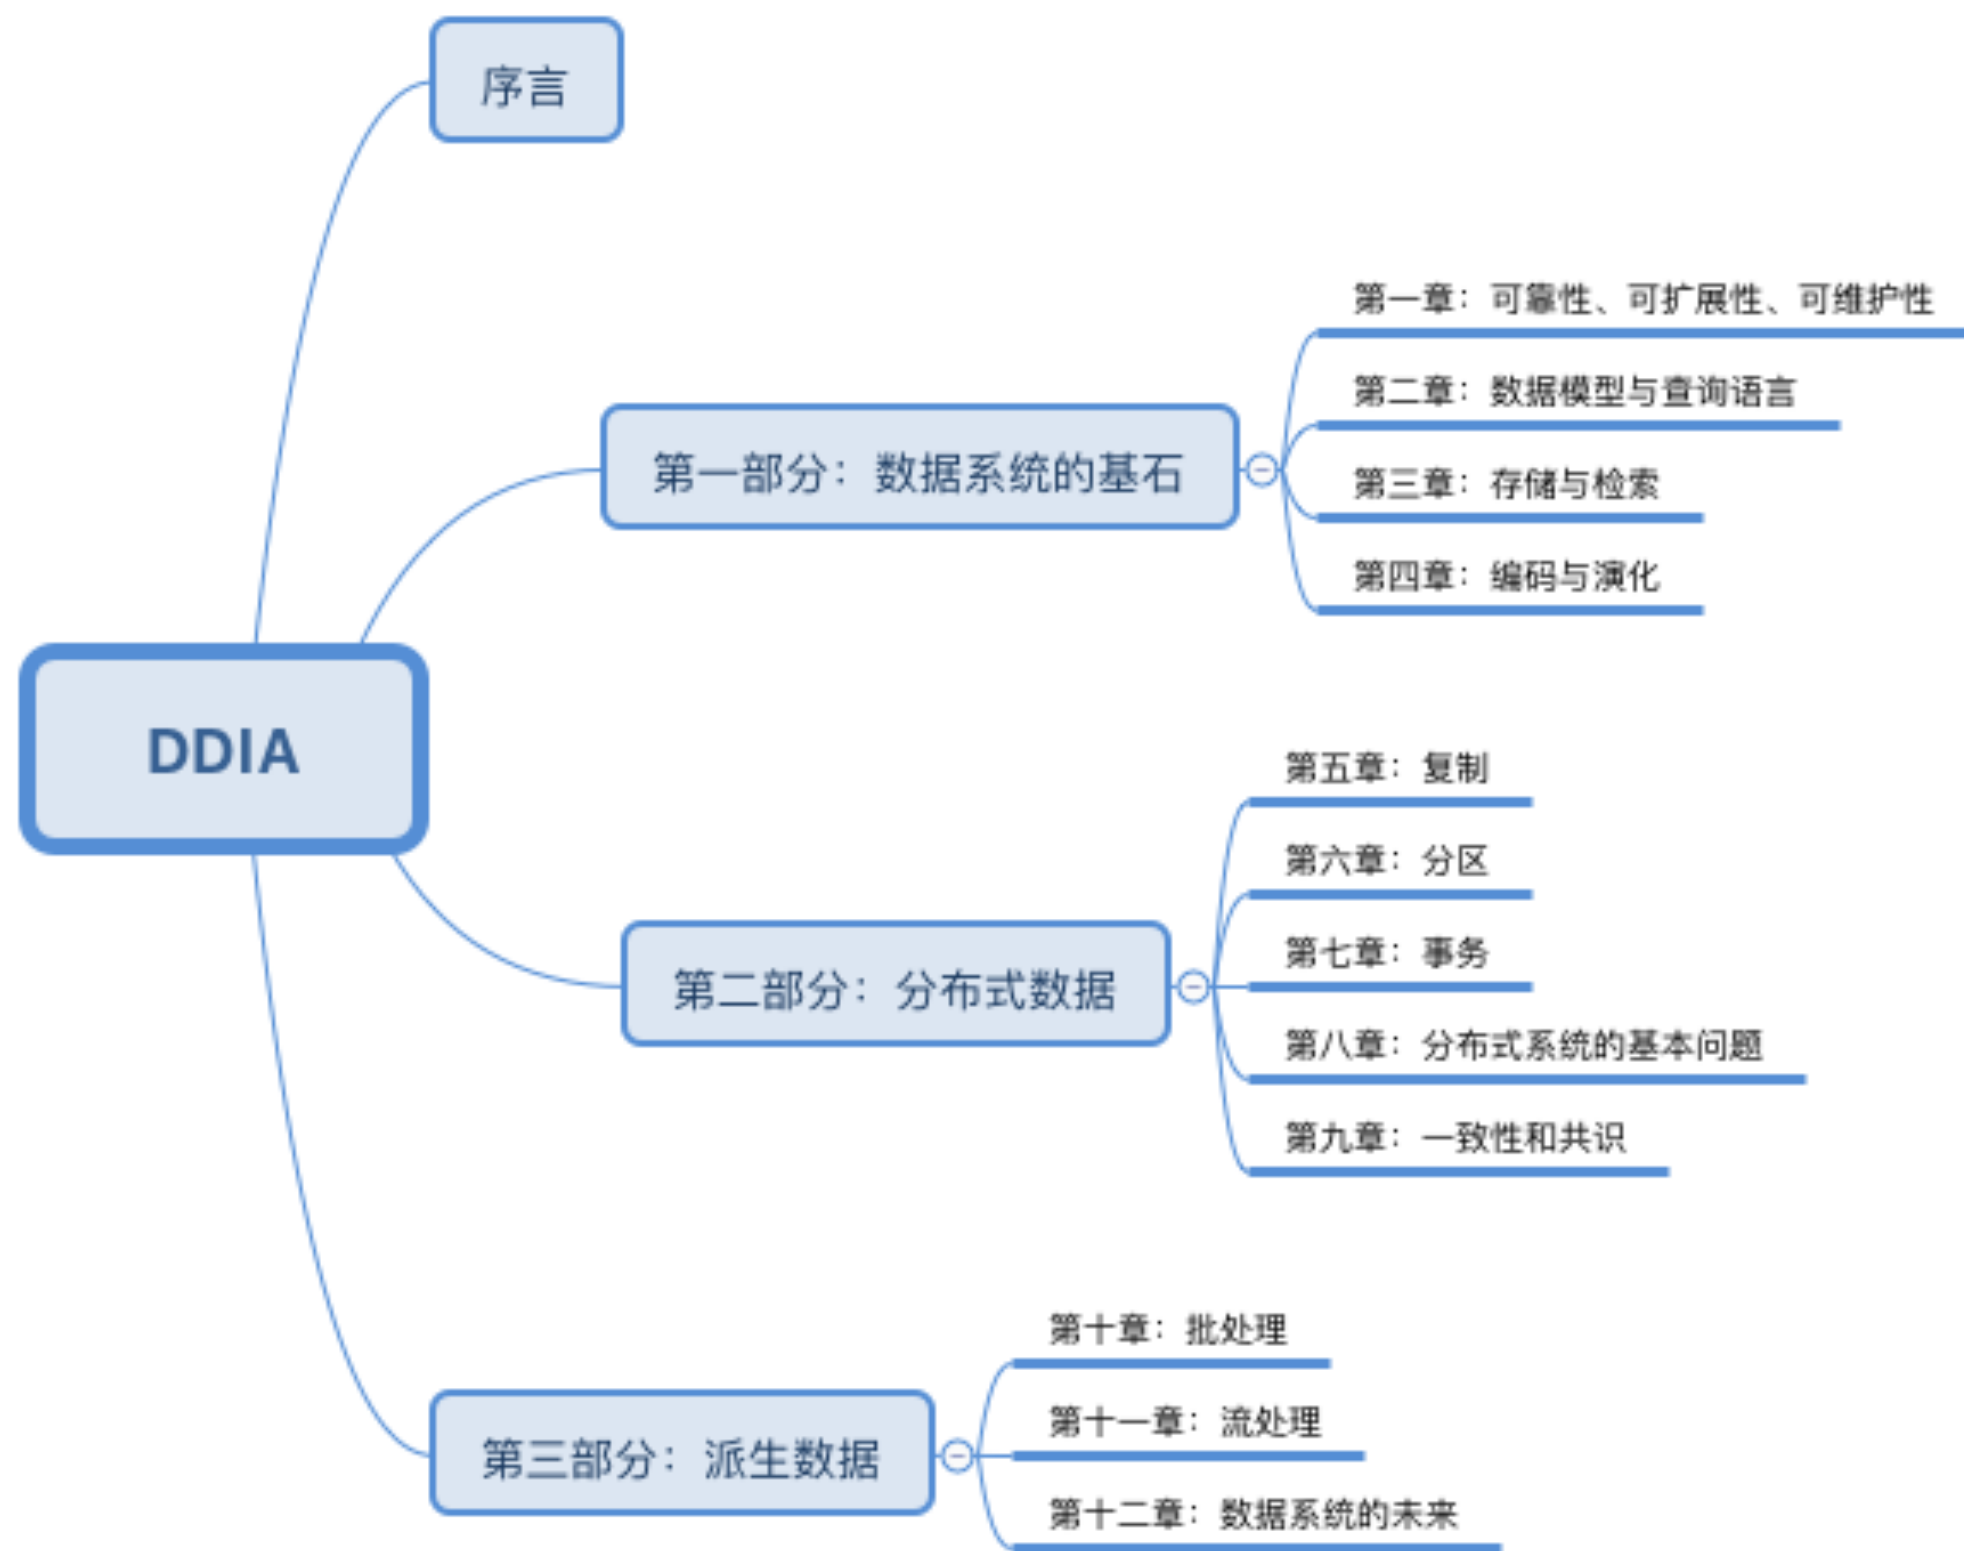 序言
第一章：可靠性、可扩展性、可维护性
第二章：数据模型与查询语言
第一部分：数据系统的基石
第三章：存储与检索
第四章：编码与演化
DDIA
第五章：复制
第六章：分区
第七章：事务
第二部分：分布式数据
第八章：分布式系统的基本问题
第九章：一致性和共识
第十章：批处理
第十一章：流处理
第三部分：派生数据
第十二章：数据系统的未来